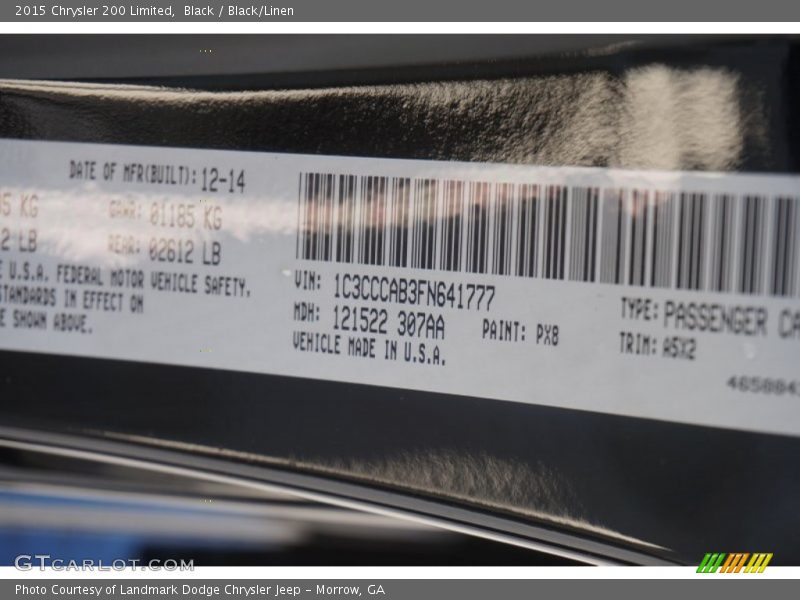 2015 Chrysler 200 Limited, Black / Black/Linen
DATE OF MFR(BUILT): 12-14
KG GAWR: 01185 KG
LB REAR: 02612 LB
U.S.A. FEDERAL MOTOR VEHICLE SAFETY,
STANDARDS IN EFFECT ON
SHOWN ABOVE.
VIN: 1C3CCCAB3FN641777
MDH: 121522 307AA PAINT: PX8
VEHICLE MADE IN U.S.A.
TYPE: PASSENGER
TRIM: A5X2
GTCARLOT.COM
Photo Courtesy of Landmark Dodge Chrysler Jeep – Morrow, GA